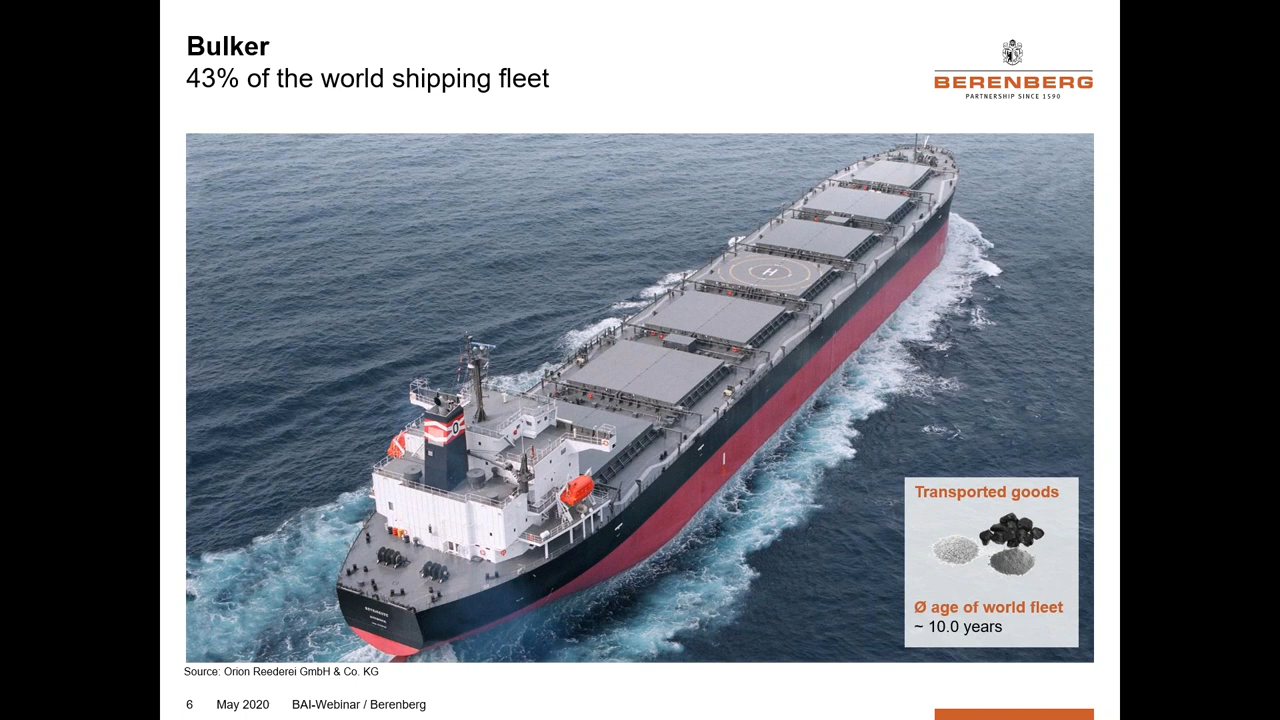 Bulker
43% of the world shipping fleet
BERENBERG
PARTNERSHIP SINCE 1590
H
O
Transported goods
Ø age of world fleet
~ 10.0 years
Source: Orion Reederei GmbH & Co. KG
6 May 2020 BAI-Webinar / Berenberg